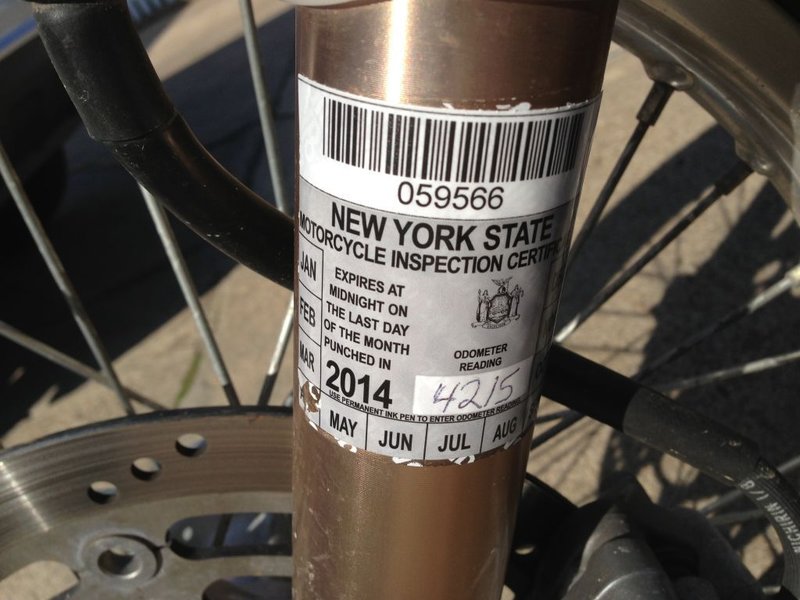 059566
NEW YORK STATE
MOTORCYCLE INSPECTION
JAN
FEB
MAR
EXPIRES AT
MIDNIGHT ON
THE LAST DAY
OF THE MONTH
PUNCHED IN
2014
ODOMETER
READING
4215
USE PERMANENT INK PEN TO ENTER ODOMETER READING
MAY
JUN
JUL
AUG
NICHIRIN